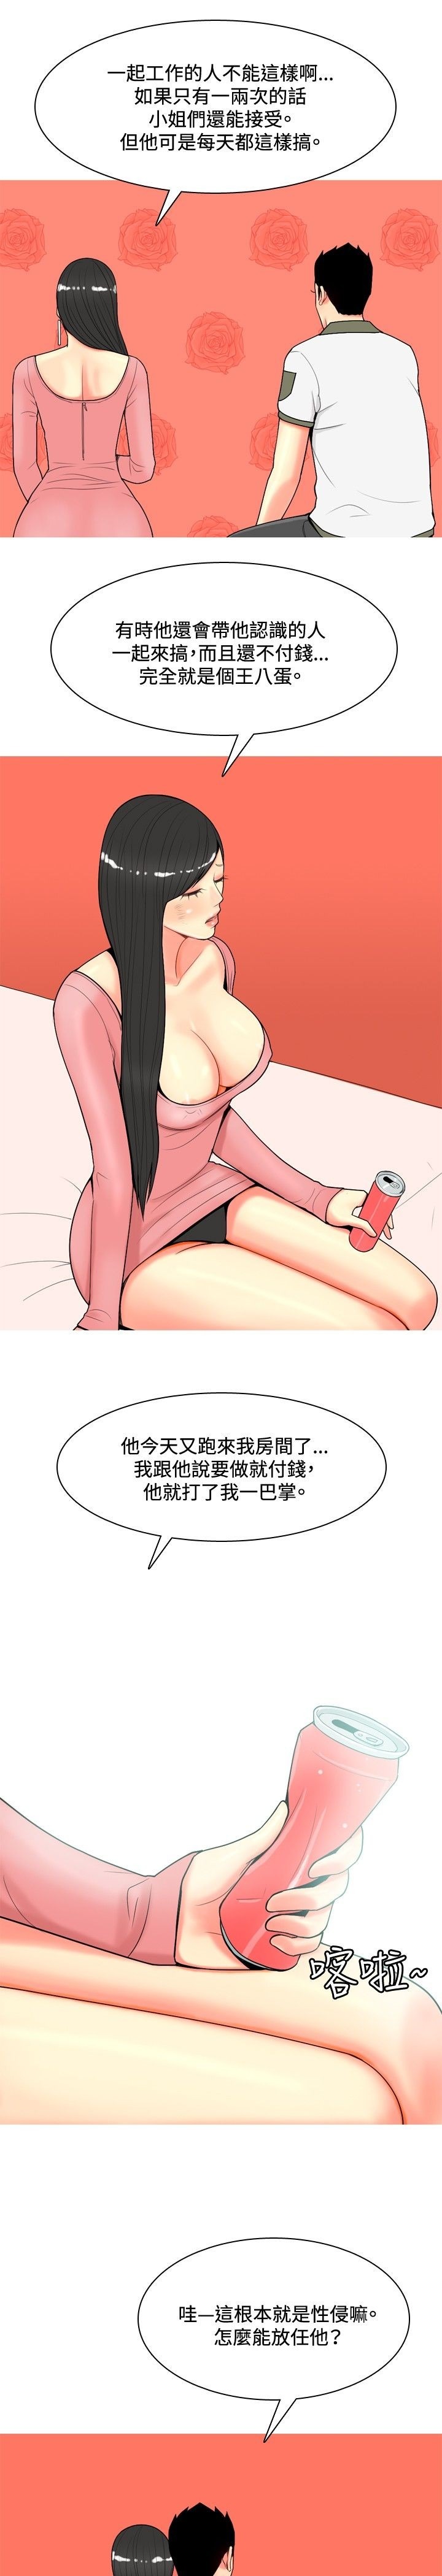 一起工作的人不能這樣啊...
如果只有一兩次的話
小姐們還能接受。
但他可是每天都這樣搞。
有時他還會帶他認識的人
一起來搞，而且還不付錢...
完全就是個王八蛋。
他今天又跑來我房間了...
我跟他說要做就付錢，
他就打了我一巴掌。
喀啦~
哇—這根本就是性侵嘛。
怎麼能放任他？